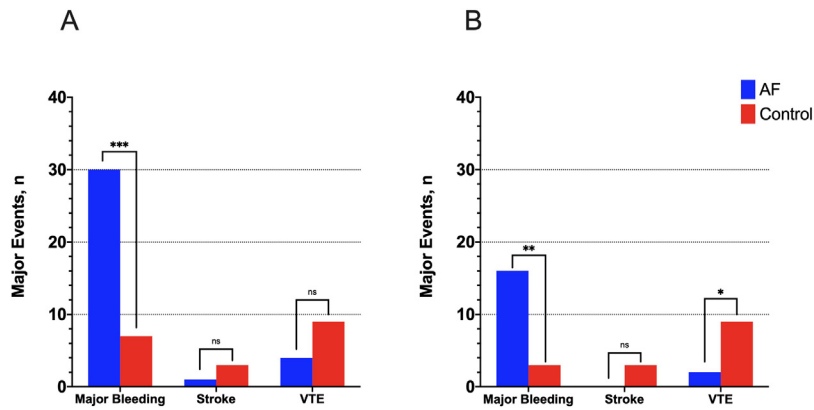 A
Major Events, n
40
30
20
10
0
***
ns
ns
Major Bleeding
Stroke
VTE
B
Major Events, n
40
30
20
10
0
**
ns
*
Major Bleeding
Stroke
VTE
AF
Control